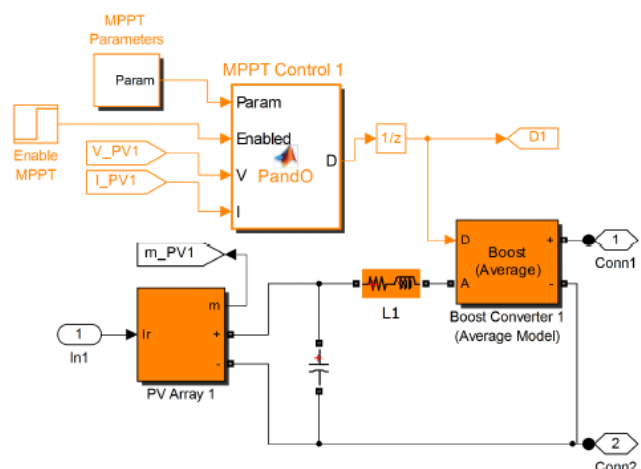 MPPT
Parameters
Param
MPPT Control 1
Param
Enabled
V
I
PandO
D
Enable
MPPT
V_PV1
I_PV1
1/z
D1
m_PV1
D
A
Boost
(Average)
+
-
1
Conn1
Boost Converter 1
(Average Model)
L1
1
In1
Ir
m
+
-
PV Array 1
+
2
Conn2